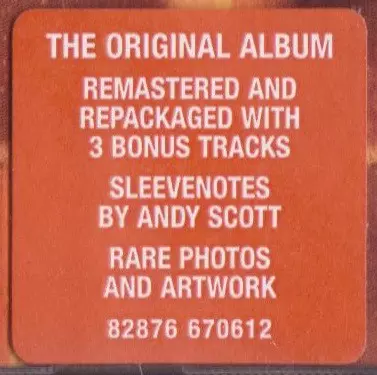 THE ORIGINAL ALBUM
REMASTERED AND
REPACKAGED WITH
3 BONUS TRACKS
SLEEVENOTES
BY ANDY SCOTT
RARE PHOTOS
AND ARTWORK
82876 670612